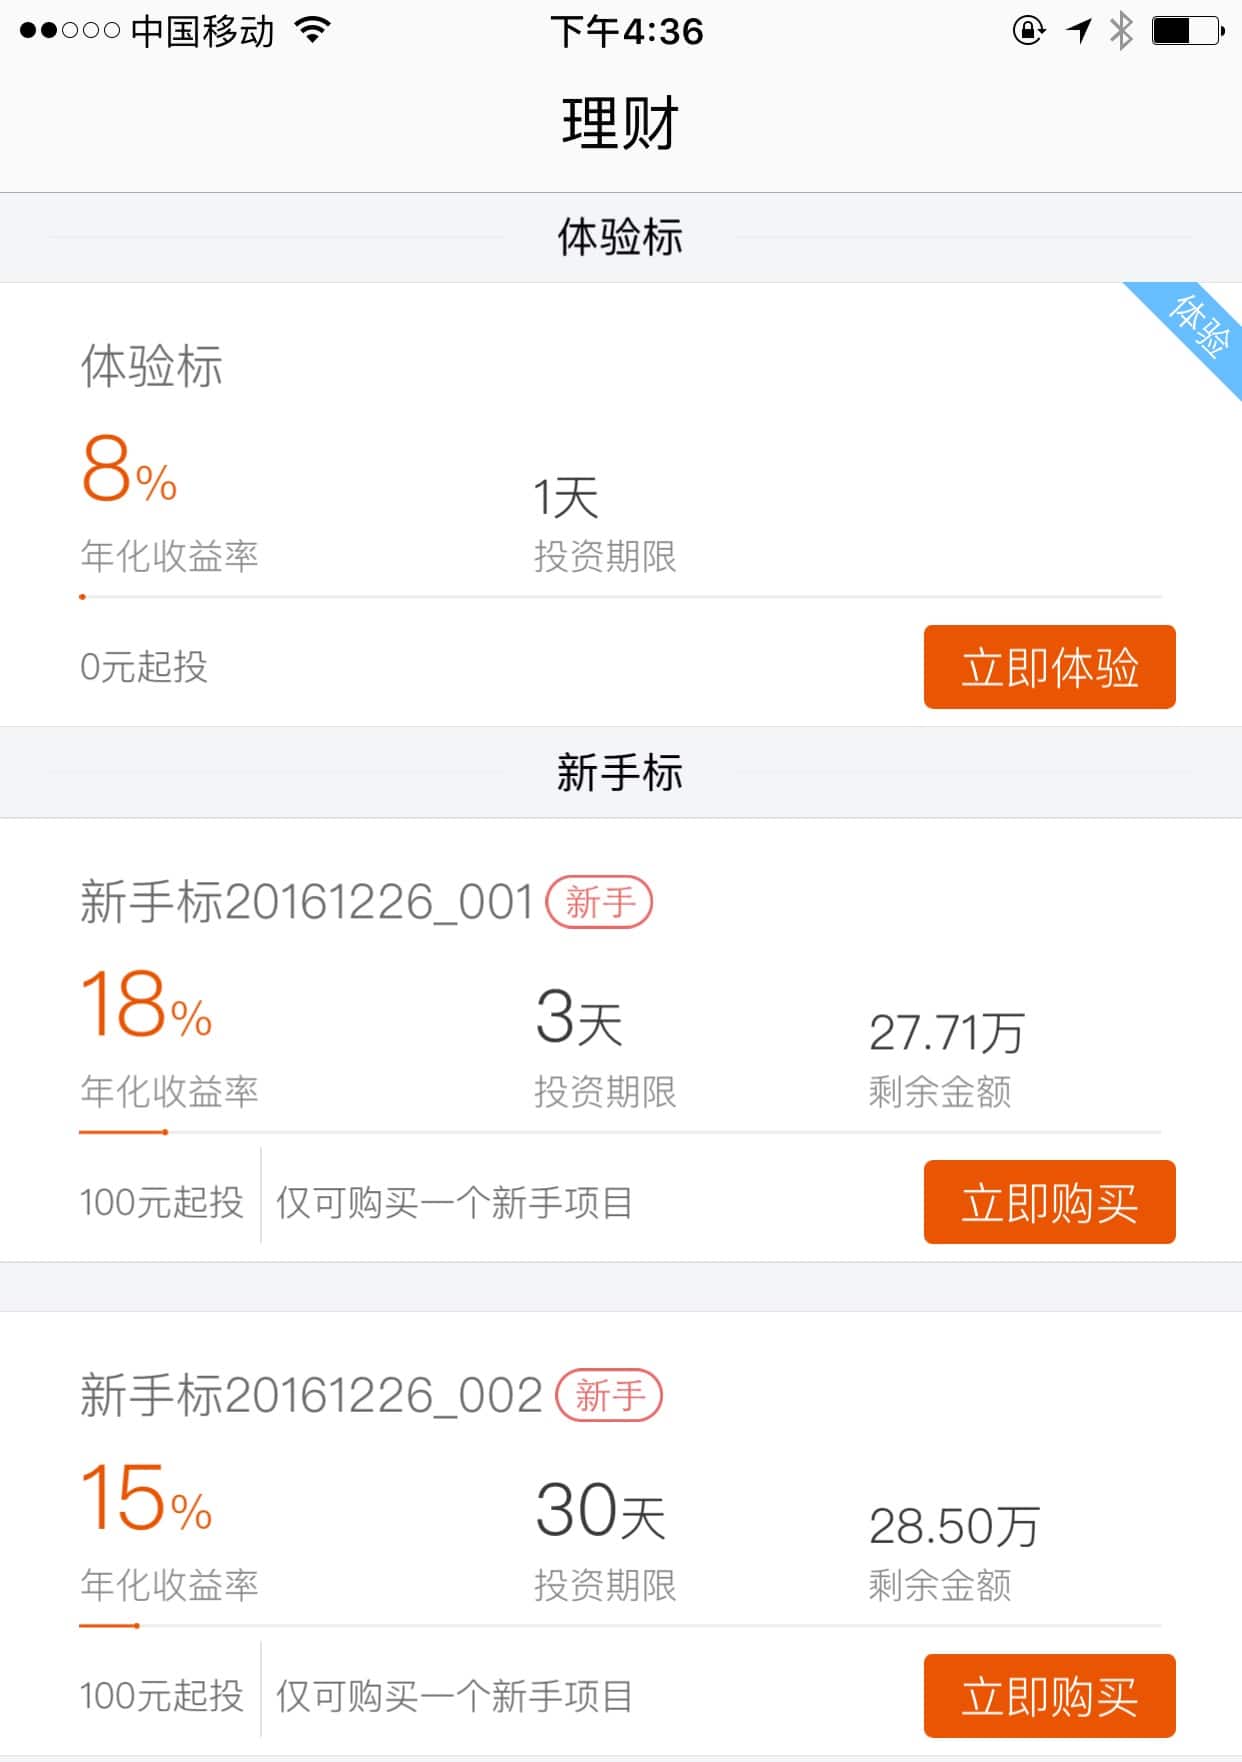 中国移动 下午4:36
理财
体验标
体验
体验标
8% 1天
年化收益率 投资期限
0元起投 立即体验
新手标
新手标20161226_001 新手
18% 3天 27.71万
年化收益率 投资期限 剩余金额
100元起投 仅可购买一个新手项目 立即购买
新手标20161226_002 新手
15% 30天 28.50万
年化收益率 投资期限 剩余金额
100元起投 仅可购买一个新手项目 立即购买